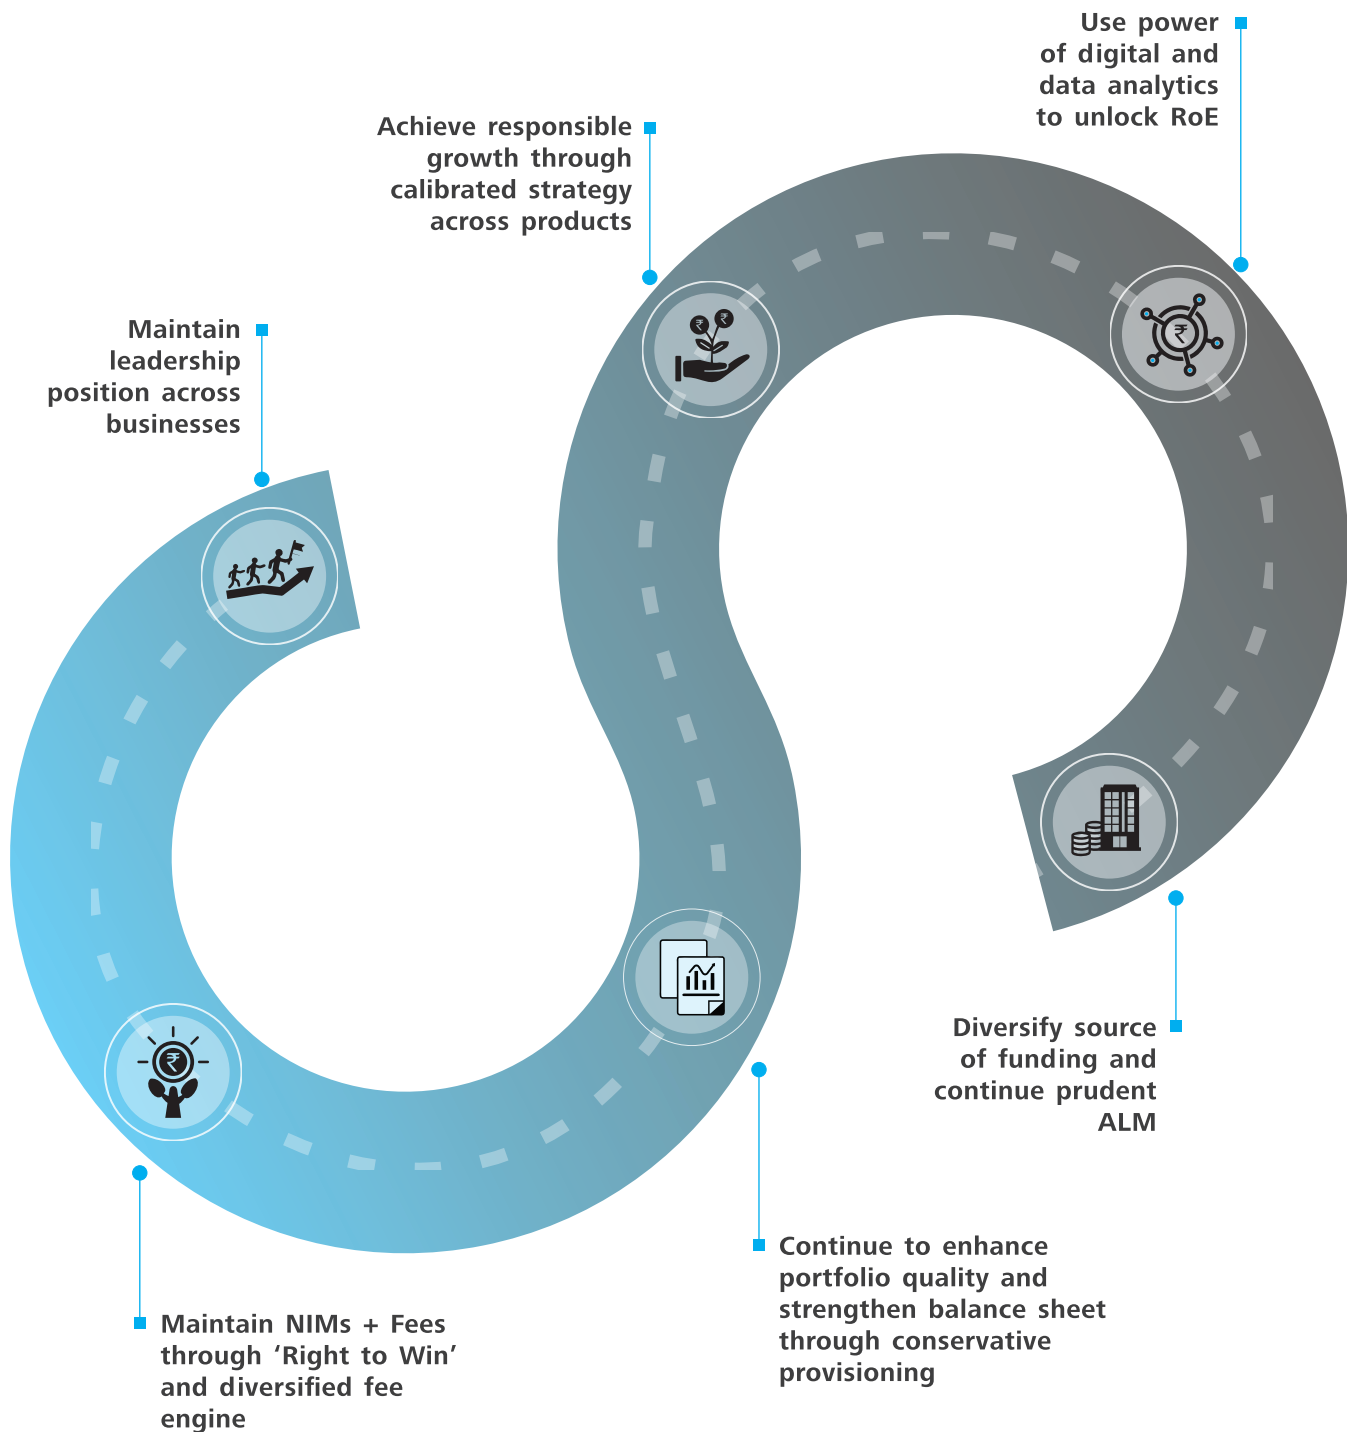 Use power
of digital and
data analytics
to unlock RoE
Achieve responsible
growth through
calibrated strategy
across products
Maintain
leadership
position across
businesses
₹
₹
₹
₹
Diversify source
of funding and
continue prudent
ALM
Continue to enhance
portfolio quality and
strengthen balance sheet
through conservative
provisioning
Maintain NIMs + Fees
through ‘Right to Win’
and diversified fee
engine